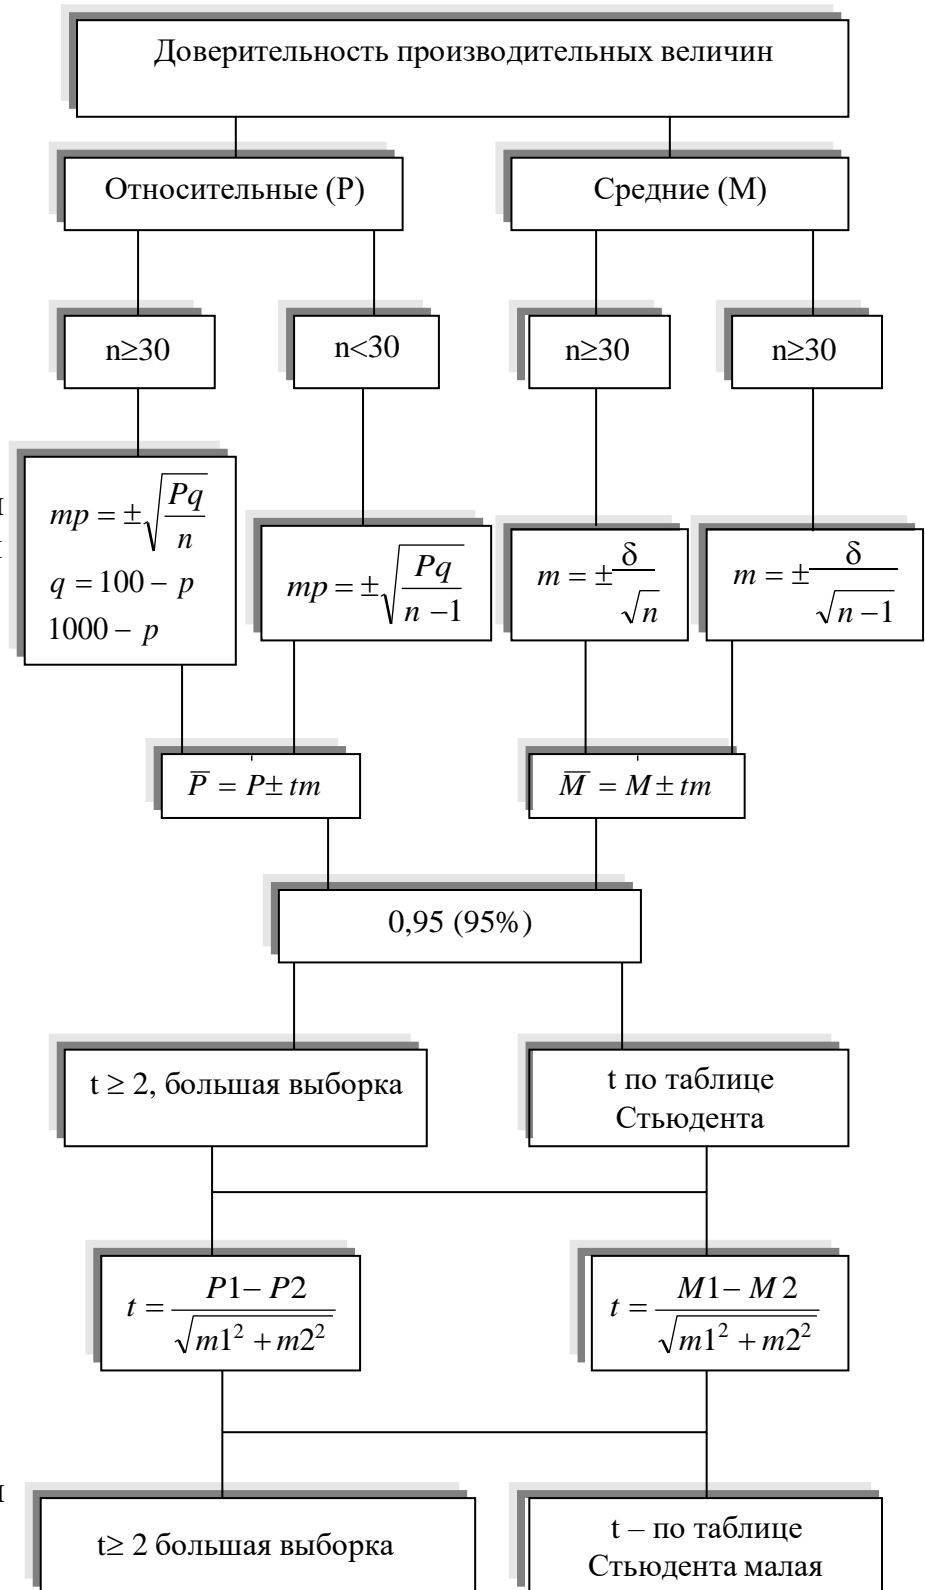 Доверительность производительных величин
Относительные (Р)
Средние (М)
n≥30
n<30
n≥30
n≥30
mp = ±√(Pq/n)
q = 100 − p
1000 − p
mp = ±√(Pq/(n −1))
m = ±δ/√n
m = ±δ/√(n −1)
P̅ = P ± tm
M̅ = M ± tm
0,95 (95%)
t ≥ 2, большая выборка
t по таблице
Стьюдента
t = (P1− P2)/√(m1² + m2²)
t = (M1− M 2)/√(m1² + m2²)
t≥ 2 большая выборка
t – по таблице
Стьюдента малая